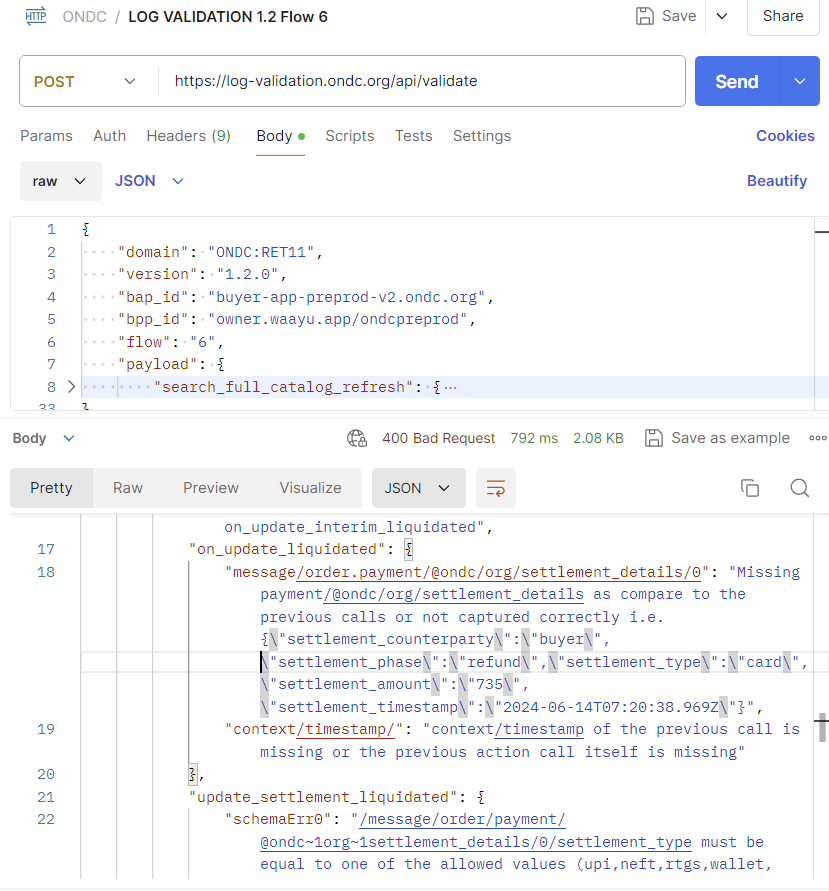 HTTP ONDC / LOG VALIDATION 1.2 Flow 6 Save Share
POST https://log-validation.ondc.org/api/validate Send
Params Auth Headers (9) Body Scripts Tests Settings Cookies
raw JSON Beautify
1 {
2 "domain": "ONDC:RET11",
3 "version": "1.2.0",
4 "bap_id": "buyer-app-preprod-v2.ondc.org",
5 "bpp_id": "owner.waayu.app/ondcpreprod",
6 "flow": "6",
7 "payload": {
8 "search_full_catalog_refresh": { ...
33 }
Body 400 Bad Request 792 ms 2.08 KB Save as example
Pretty Raw Preview Visualize JSON
on_update_interim_liquidated",
17 "on_update_liquidated": {
18 "message/order.payment/@ondc/org/settlement_details/0": "Missing
payment/@ondc/org/settlement_details as compare to the
previous calls or not captured correctly i.e.
{\"settlement_counterparty\":\"buyer\",
\"settlement_phase\":\"refund\",\"settlement_type\":\"card\",
\"settlement_amount\":\"735\",
\"settlement_timestamp\":\"2024-06-14T07:20:38.969Z\"}",
19 "context/timestamp/": "context/timestamp of the previous call is
missing or the previous action call itself is missing"
20 },
21 "update_settlement_liquidated": {
22 "schemaErr0": "/message/order/payment/
@ondc~1org~1settlement_details/0/settlement_type must be
equal to one of the allowed values (upi,neft,rtgs,wallet,